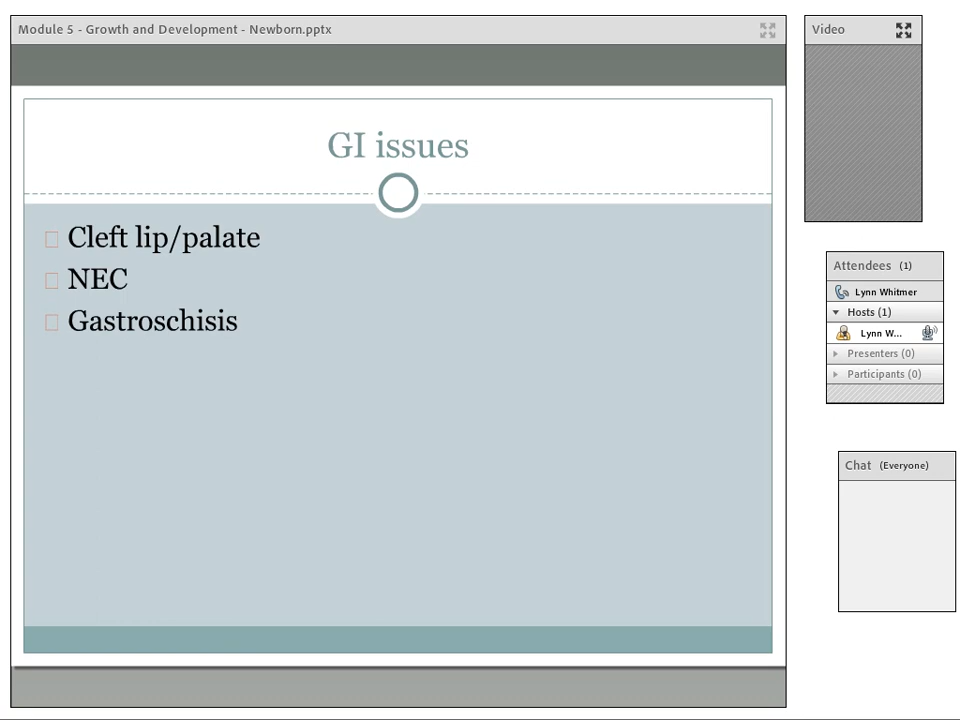 Module 5 - Growth and Development - Newborn.pptx
GI issues
Cleft lip/palate
NEC
Gastroschisis
Video
Attendees (1)
Lynn Whitmer
Hosts (1)
Lynn W...
Presenters (0)
Participants (0)
Chat (Everyone)